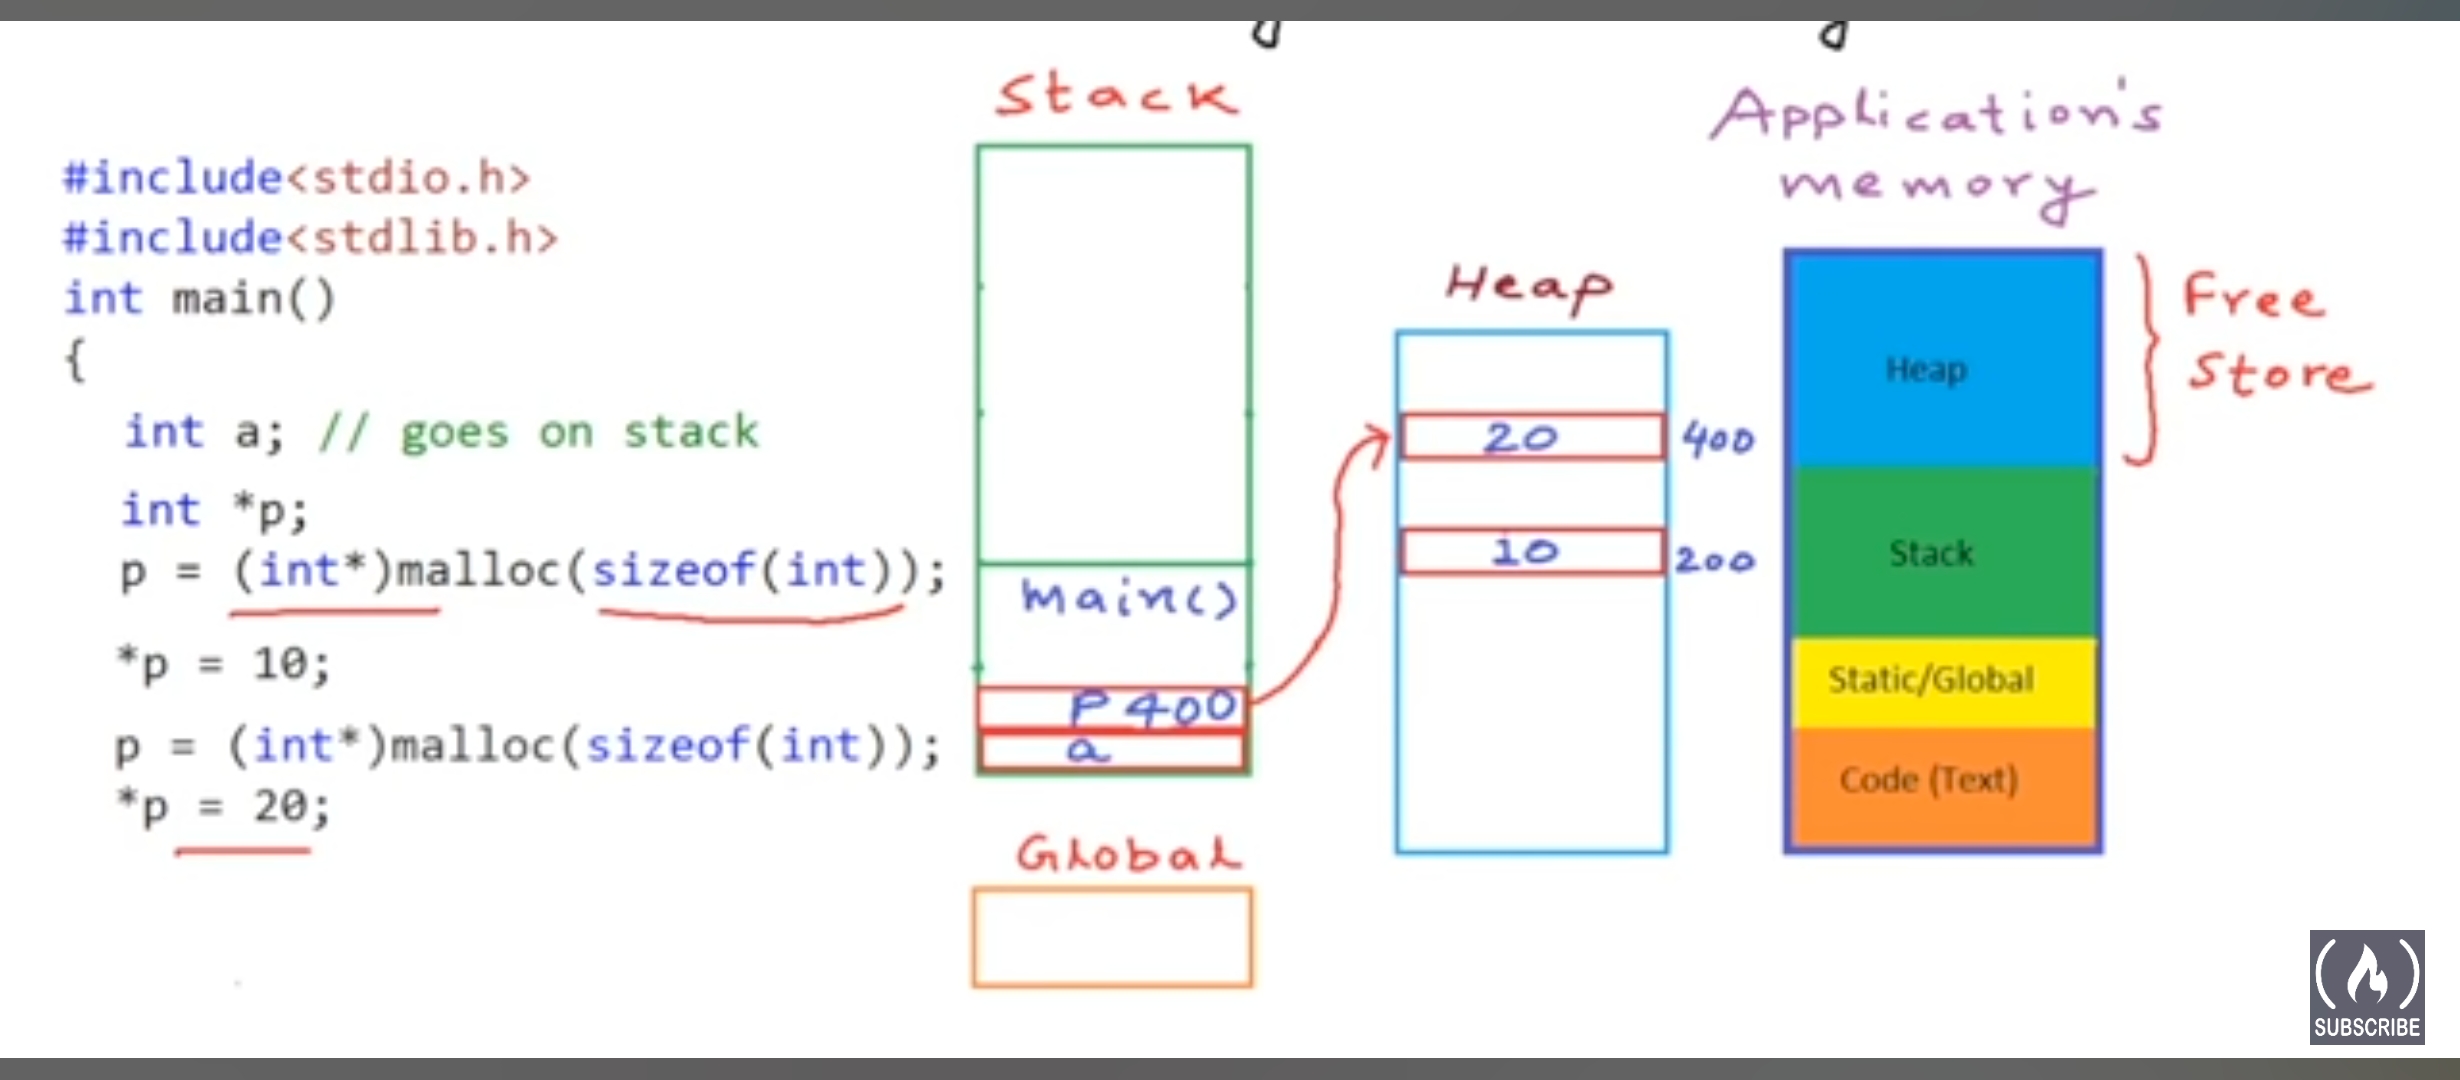 #include<stdio.h>
#include<stdlib.h>
int main()
{
int a; // goes on stack
int *p;
p = (int*)malloc(sizeof(int));
*p = 10;
p = (int*)malloc(sizeof(int));
*p = 20;
Stack
main()
P 400
a
Global
Heap
20 400
10 200
Application's
memory
Heap
Stack
Static/Global
Code (Text)
Free
Store
SUBSCRIBE